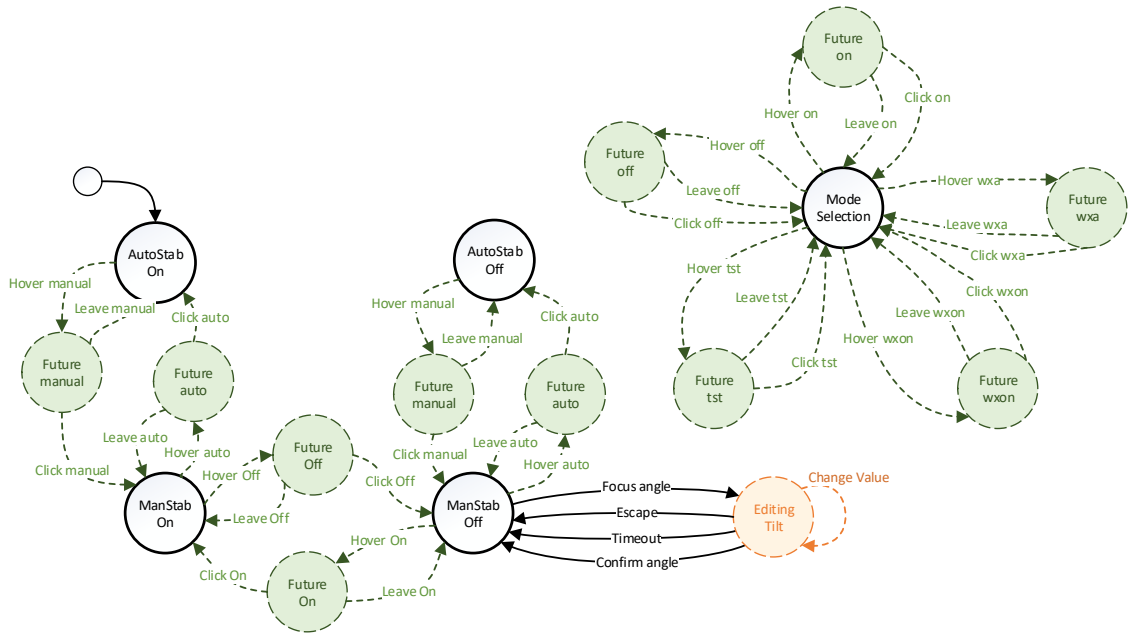 Future
on
Hover on
Leave on
Click on
Future
off
Hover off
Leave off
Click off
Mode
Selection
Hover wxa
Leave wxa
Click wxa
Future
wxa
Hover tst
Leave tst
Click tst
Future
tst
Hover wxon
Leave wxon
Click wxon
Future
wxon
AutoStab
On
Hover manual
Leave manual
Click auto
Future
manual
Future
auto
Click manual
Leave auto
Hover auto
ManStab
On
Hover Off
Leave Off
Future
Off
Click Off
Click On
Future
On
Hover On
Leave On
AutoStab
Off
Hover manual
Leave manual
Click auto
Future
manual
Future
auto
Click manual
Leave auto
Hover auto
ManStab
Off
Focus angle
Escape
Timeout
Confirm angle
Editing
Tilt
Change Value